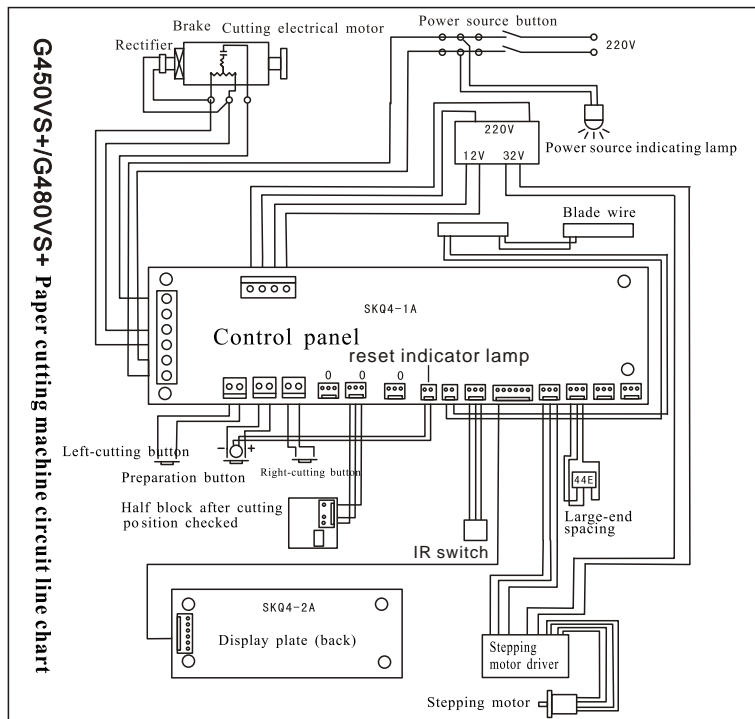 G450VS+/G480VS+ Paper cutting machine circuit line chart
Brake Cutting electrical motor
Rectifier
Power source button
220V
220V
12V 32V
Power source indicating lamp
Blade wire
SKQ4-1A
Control panel
reset indicator lamp
0 0 0
Left-cutting button
- +
Preparation button
Right-cutting button
Half block after cutting
position checked
IR switch
44E
Large-end
spacing
SKQ4-2A
Display plate (back)
Stepping
motor driver
Stepping motor